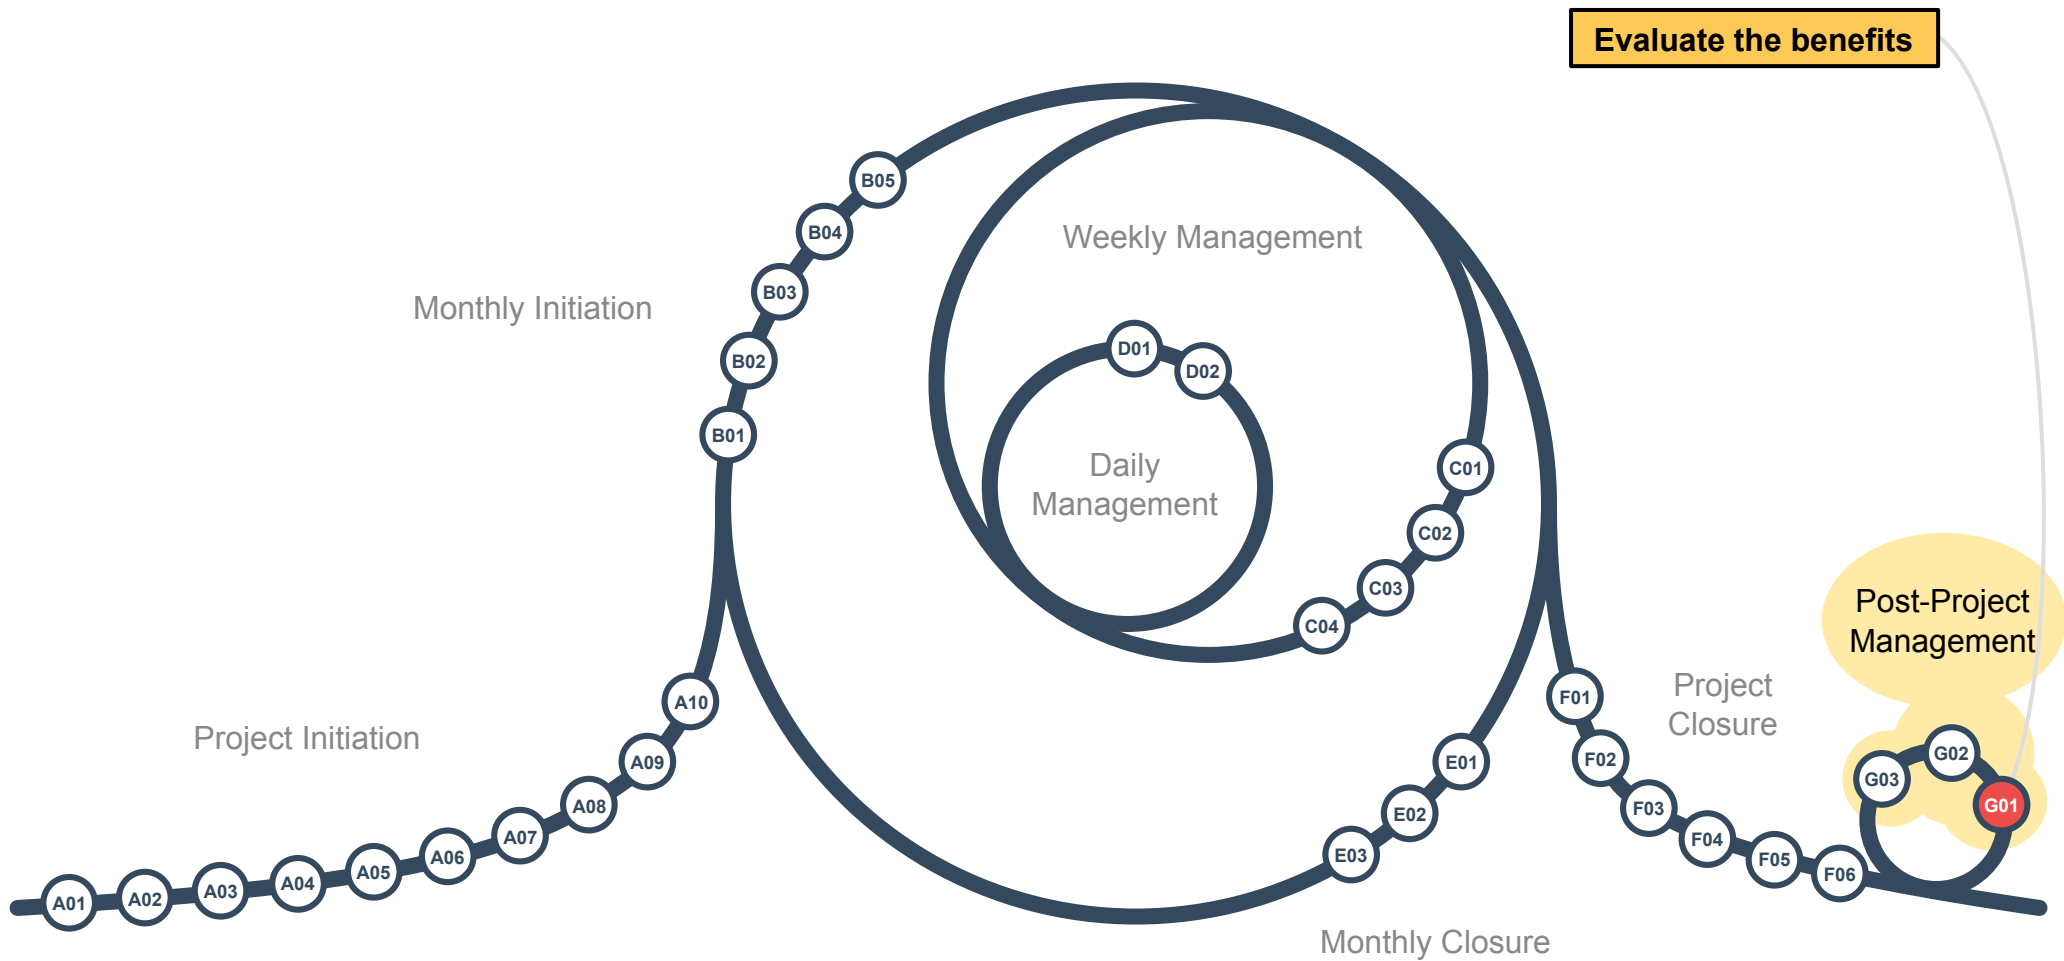 Evaluate the benefits
B05
B04
Weekly Management
B03
Monthly Initiation
D01
B02
D02
B01
C01
Daily
Management
C02
C03
Post-Project
Management
C04
Project
Closure
F01
A10
Project Initiation
G02
F02
A09
E01
G03
A08
F03
G01
E02
A07
F04
A06
E03
F05
A05
F06
A04
A03
A02
A01
Monthly Closure